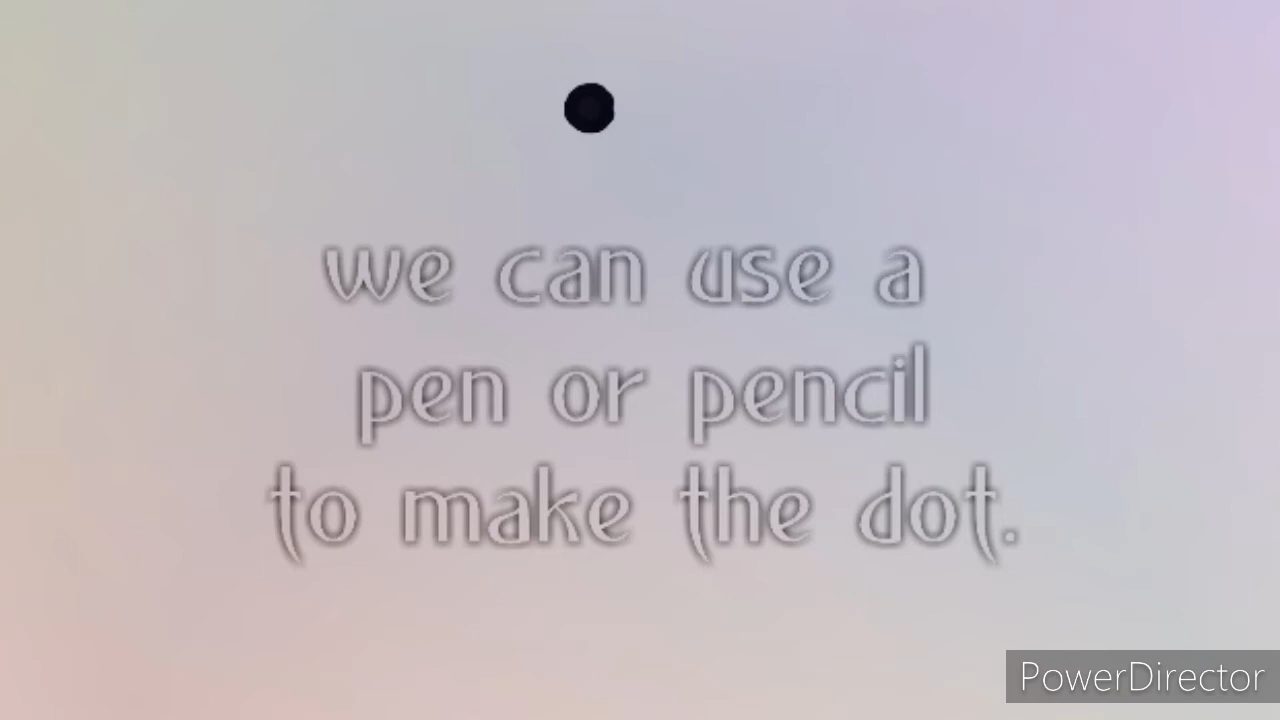 we can use a
pen or pencil
to make the dot.
PowerDirector